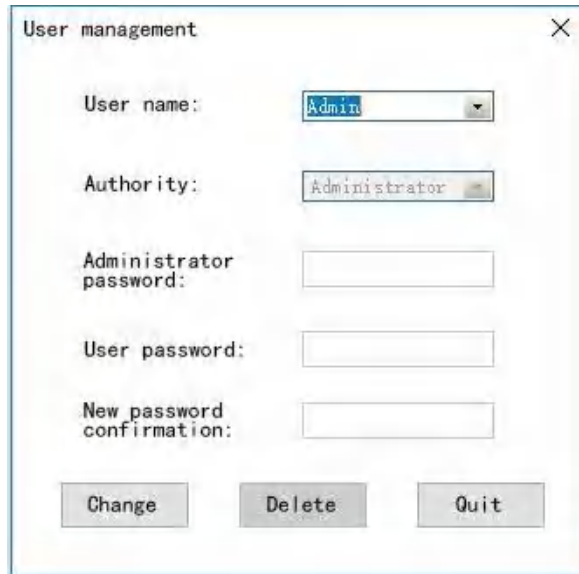 User management
User name:
Admin
Authority:
Administrator
Administrator
password:
User password:
New password
confirmation:
Change
Delete
Quit